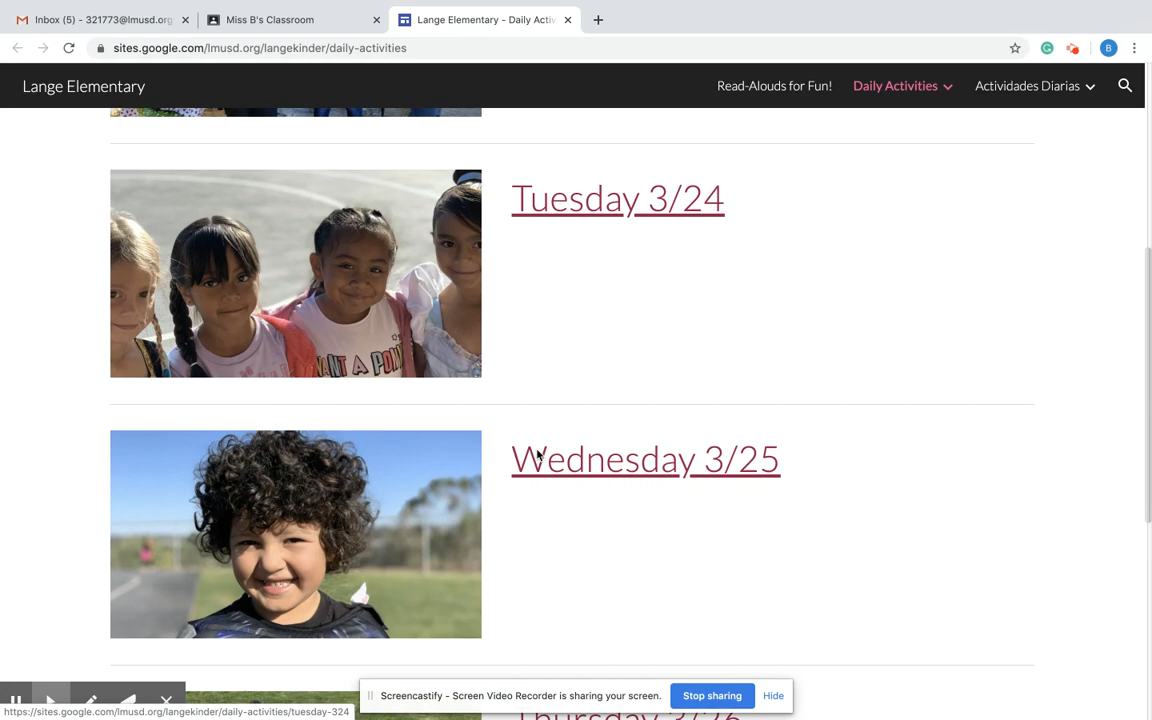 Inbox (5) - 321773@lmusd.org
Miss B's Classroom
Lange Elementary - Daily Activ
sites.google.com/lmusd.org/langekinder/daily-activities
B
Lange Elementary
Read-Alouds for Fun!
Daily Activities
Actividades Diarias
Tuesday 3/24
WANT A PON
Wednesday 3/25
Thursday 3/26
Screencastify - Screen Video Recorder is sharing your screen.
Stop sharing
Hide
https://sites.google.com/lmusd.org/langekinder/daily-activities/tuesday-324